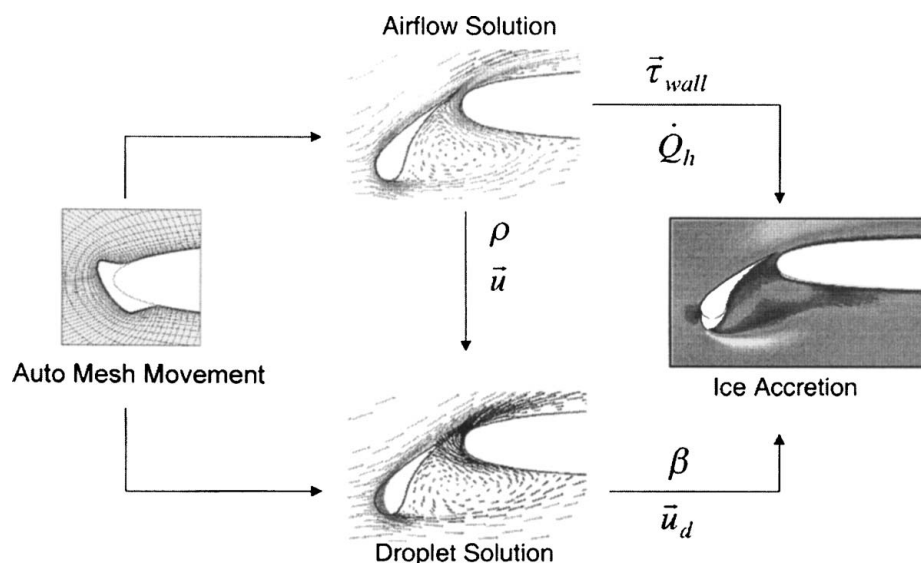 Airflow Solution
τ⃗ wall
Q̇ h
ρ
u⃗
Auto Mesh Movement
Ice Accretion
β
u⃗ d
Droplet Solution